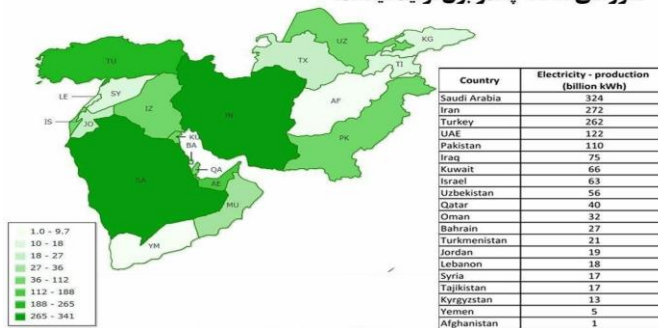 TU
SY
LE
IS
JO
IZ
KU
BA
QA
SA
AE
MU
YM
IN
UZ
TX
KG
TI
AF
PK
1.0 - 9.7
10 - 18
18 - 27
27 - 36
36 - 112
112 - 188
188 - 265
265 - 341
Country Electricity - production (billion kWh)
Saudi Arabia 324
Iran 272
Turkey 262
UAE 122
Pakistan 110
Iraq 75
Kuwait 66
Israel 63
Uzbekistan 56
Qatar 40
Oman 32
Bahrain 27
Turkmenistan 21
Jordan 19
Lebanon 18
Syria 17
Tajikistan 17
Kyrgyzstan 13
Yemen 5
Afghanistan 1